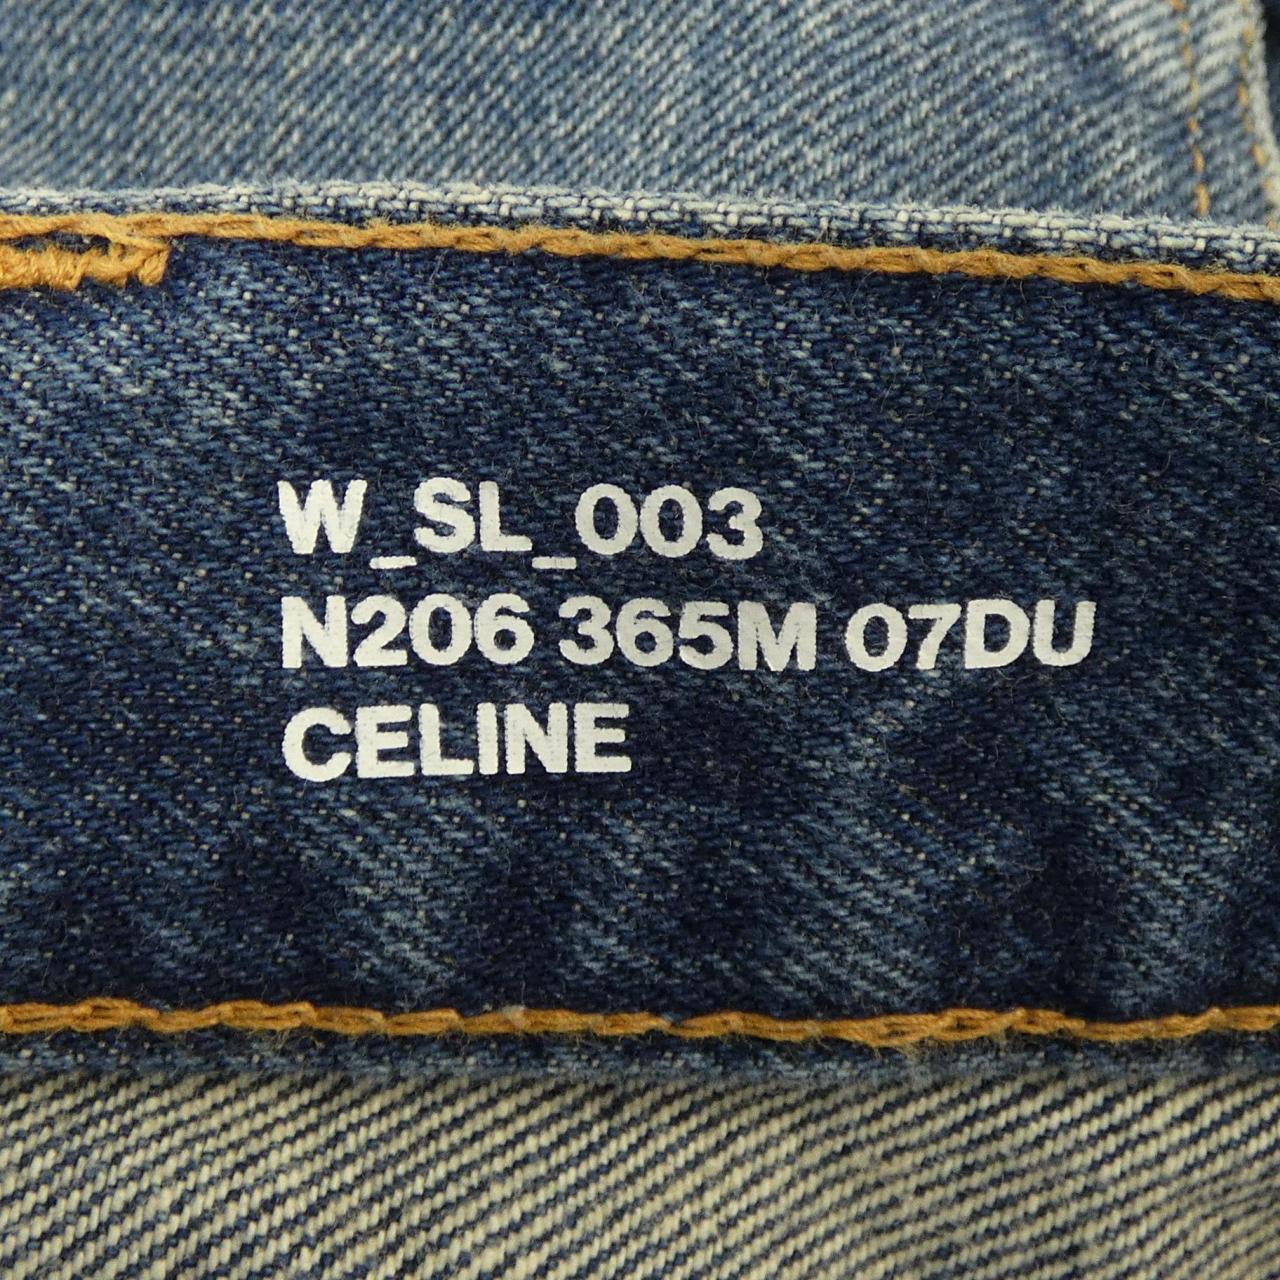 W_SL_003
N206 365M 07DU
CELINE